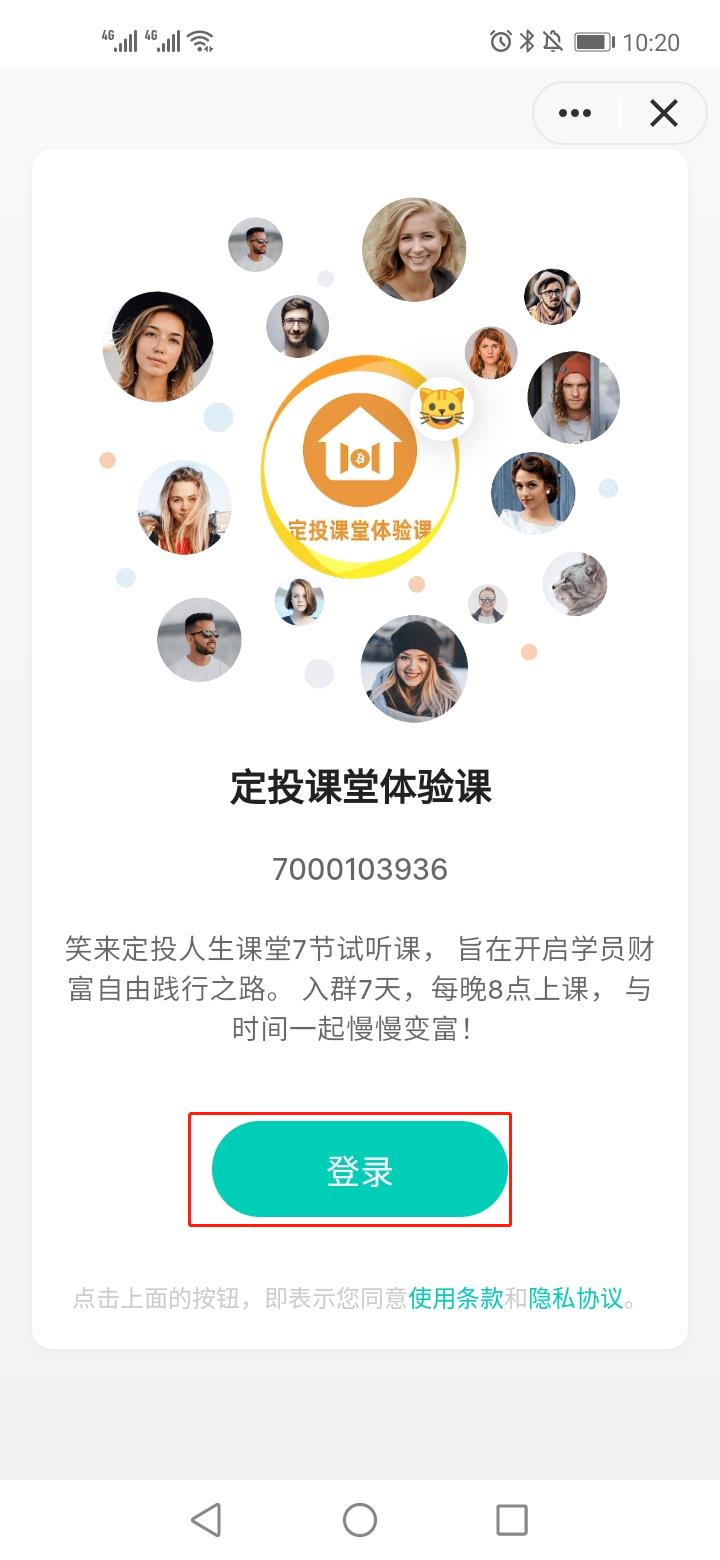 4G 4G 10:20
定投课堂体验课
定投课堂体验课
7000103936
笑来定投人生课堂7节试听课， 旨在开启学员财
富自由践行之路。 入群7天，每晚8点上课， 与
时间一起慢慢变富！
登录
点击上面的按钮，即表示您同意使用条款和隐私协议。